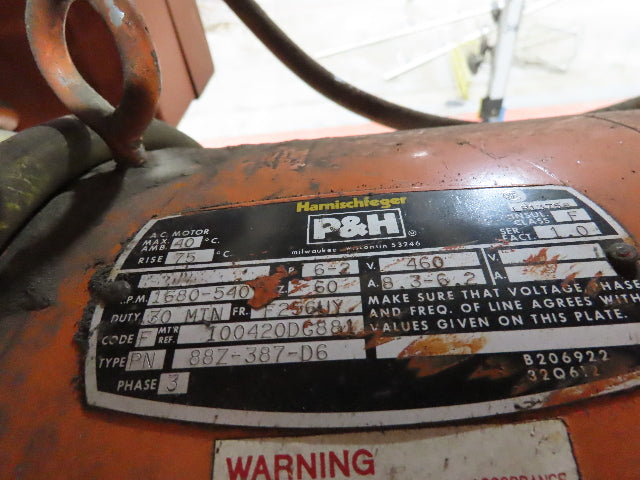 Harnischfeger
P&H ®
milwaukee wisconsin 53246
A.C. MOTOR
MAX. AMB. 40 °C.
RISE 75 °C.
INSUL CLASS F
SER. FACT. 1.0
H.P. 6-2 V. 460 V.
R.P.M. 1680-540 HZ. 60 A. 8.3-6.2 A.
DUTY 30 MIN FR.
CODE F MTR REF. 100420DG881
TYPE PN 88Z-387-D6
PHASE 3
MAKE SURE THAT VOLTAGE, PHASE
AND FREQ. OF LINE AGREES WITH
VALUES GIVEN ON THIS PLATE.
B206922
WARNING